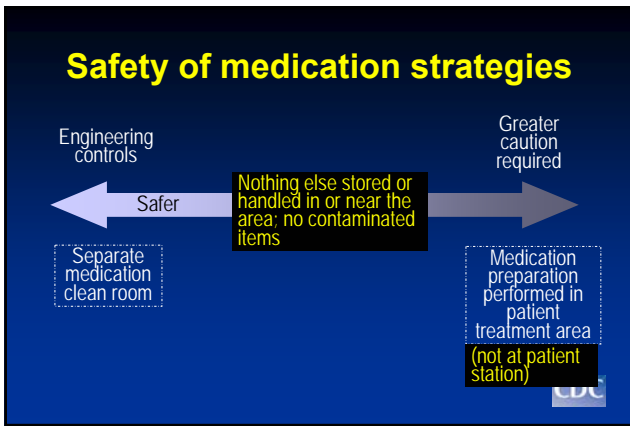 Safety of medication strategies
Engineering
controls
Greater
caution
required
Safer
Nothing else stored or
handled in or near the
area; no contaminated
items
Separate
medication
clean room
Medication
preparation
performed in
patient
treatment area
(not at patient
station)
CDC